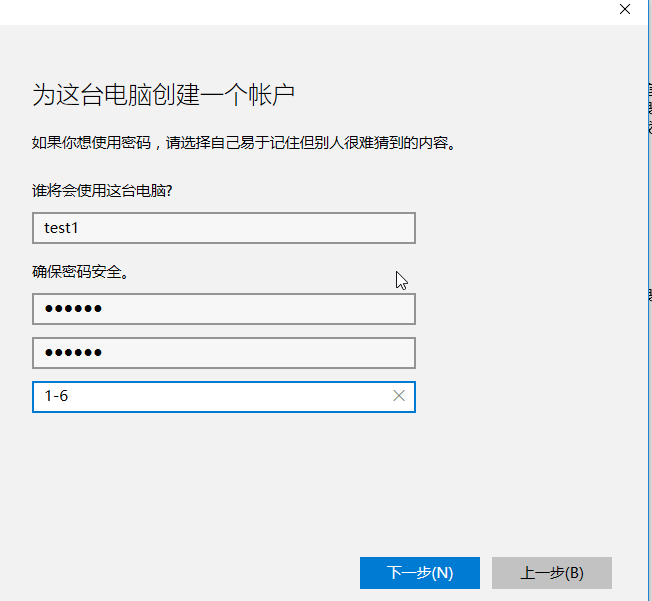 为这台电脑创建一个帐户
如果你想使用密码，请选择自己易于记住但别人很难猜到的内容。
谁将会使用这台电脑?
test1
确保密码安全。
●●●●●●
●●●●●●
1-6
下一步(N)
上一步(B)